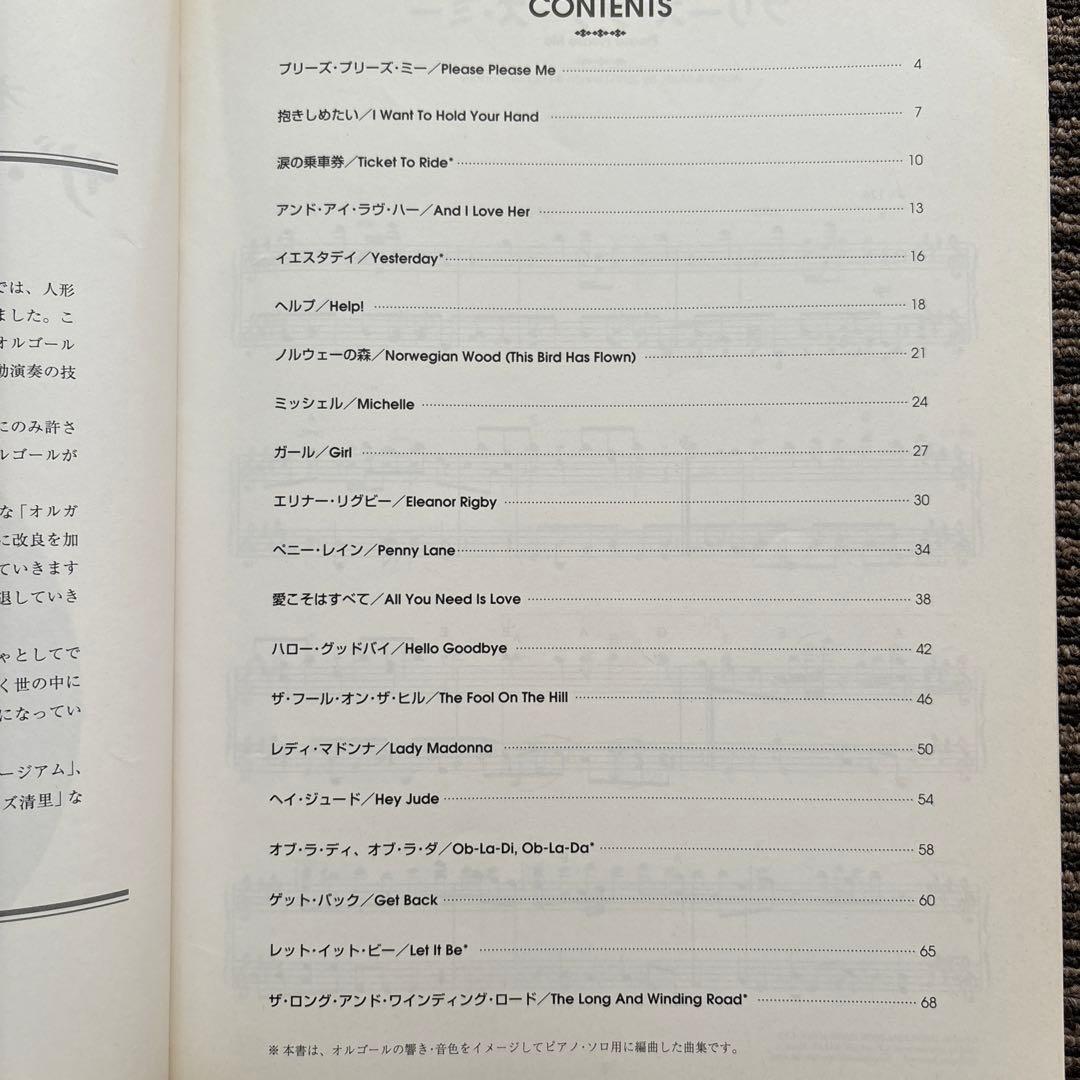 では、人形
ました。こ
オルゴール
動演奏の技
にのみ許さ
ルゴールが
な「オルガ
に改良を加
ていきます
退していき
ゃとしてで
く世の中に
になってい
ージアム」、
ズ清里」な
CONTENTS
プリーズ・プリーズ・ミー／Please Please Me 4
抱きしめたい／I Want To Hold Your Hand 7
涙の乗車券／Ticket To Ride* 10
アンド・アイ・ラヴ・ハー／And I Love Her 13
イエスタデイ／Yesterday* 16
ヘルプ／Help! 18
ノルウェーの森／Norwegian Wood (This Bird Has Flown) 21
ミッシェル／Michelle 24
ガール／Girl 27
エリナー・リグビー／Eleanor Rigby 30
ペニー・レイン／Penny Lane 34
愛こそはすべて／All You Need Is Love 38
ハロー・グッドバイ／Hello Goodbye 42
ザ・フール・オン・ザ・ヒル／The Fool On The Hill 46
レディ・マドンナ／Lady Madonna 50
ヘイ・ジュード／Hey Jude 54
オブ・ラ・ディ、オブ・ラ・ダ／Ob-La-Di, Ob-La-Da* 58
ゲット・バック／Get Back 60
レット・イット・ビー／Let It Be* 65
ザ・ロング・アンド・ワインディング・ロード／The Long And Winding Road* 68
※本書は、オルゴールの響き・音色をイメージしてピアノ・ソロ用に編曲した曲集です。